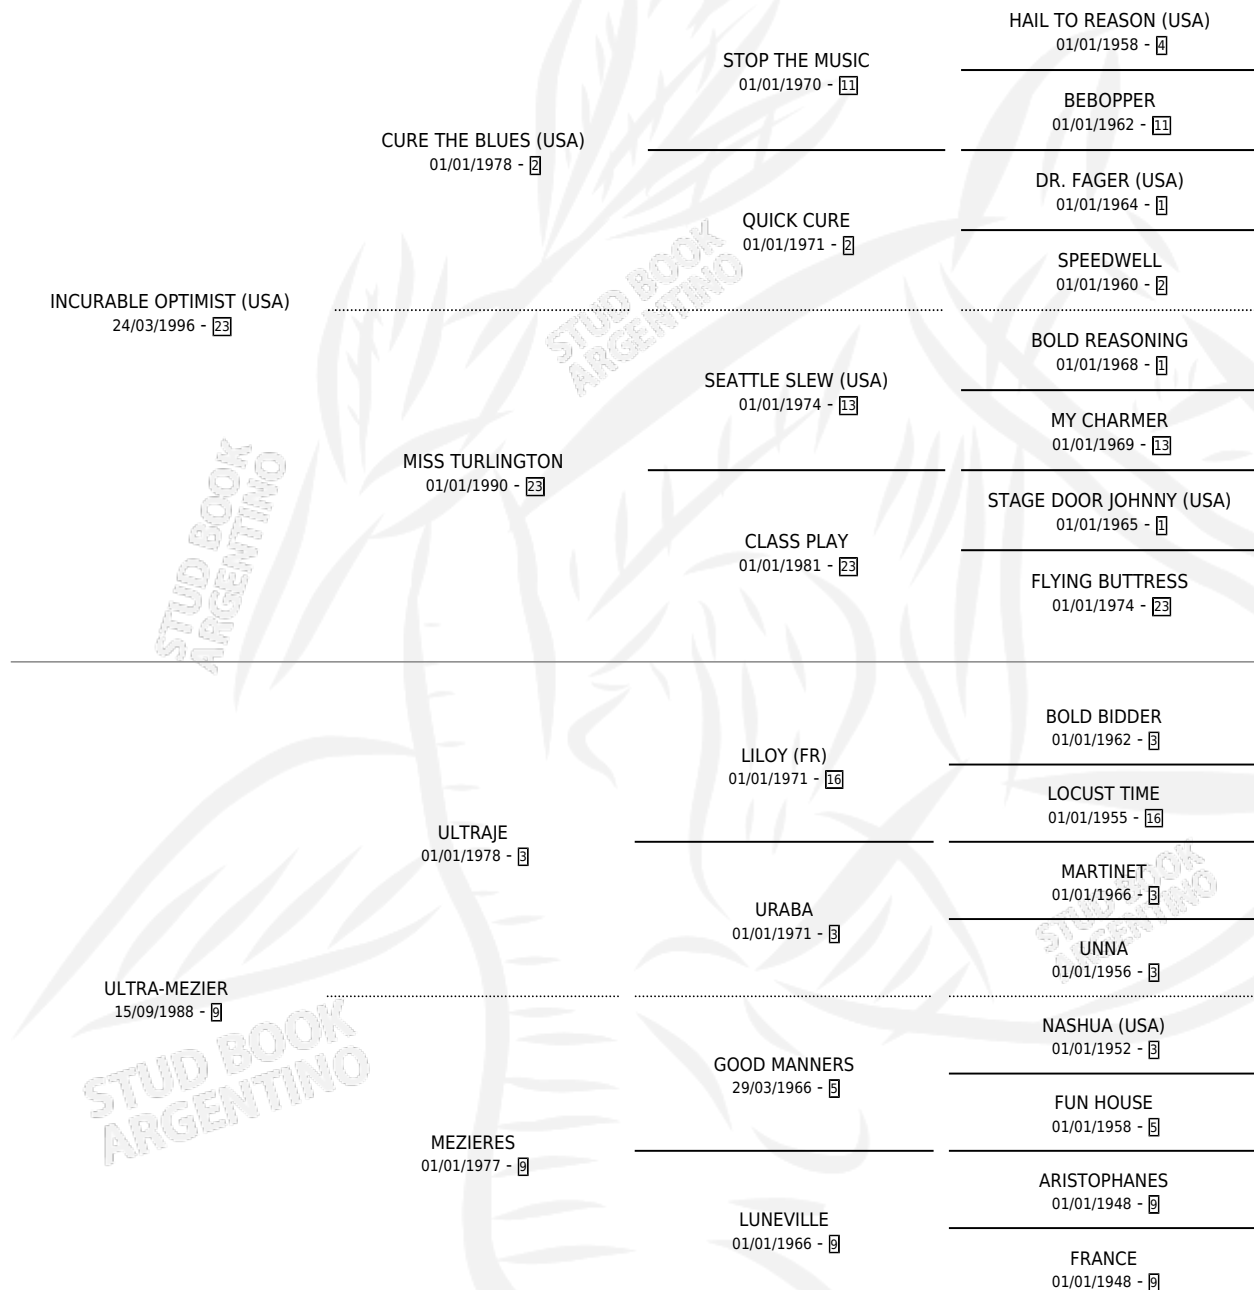 HAIL TO REASON (USA)
01/01/1958 - 4
STOP THE MUSIC
01/01/1970 - 11
BEBOPPER
01/01/1962 - 11
CURE THE BLUES (USA)
01/01/1978 - 2
DR. FAGER (USA)
01/01/1964 - 1
QUICK CURE
01/01/1971 - 2
SPEEDWELL
01/01/1960 - 2
INCURABLE OPTIMIST (USA)
24/03/1996 - 23
BOLD REASONING
01/01/1968 - 1
SEATTLE SLEW (USA)
01/01/1974 - 13
MY CHARMER
01/01/1969 - 13
MISS TURLINGTON
01/01/1990 - 23
STAGE DOOR JOHNNY (USA)
01/01/1965 - 1
CLASS PLAY
01/01/1981 - 23
FLYING BUTTRESS
01/01/1974 - 23
BOLD BIDDER
01/01/1962 - 3
LILOY (FR)
01/01/1971 - 16
LOCUST TIME
01/01/1955 - 16
ULTRAJE
01/01/1978 - 3
MARTINET
01/01/1966 - 3
URABA
01/01/1971 - 3
UNNA
01/01/1956 - 3
ULTRA-MEZIER
15/09/1988 - 9
NASHUA (USA)
01/01/1952 - 3
GOOD MANNERS
29/03/1966 - 5
FUN HOUSE
01/01/1958 - 5
MEZIERES
01/01/1977 - 9
ARISTOPHANES
01/01/1948 - 9
LUNEVILLE
01/01/1966 - 9
FRANCE
01/01/1948 - 9
STUD BOOK
ARGENTINO
STUD BOOK
ARGENTINO
STUD BOOK
ARGENTINO
STUD BOOK
ARGENTINO